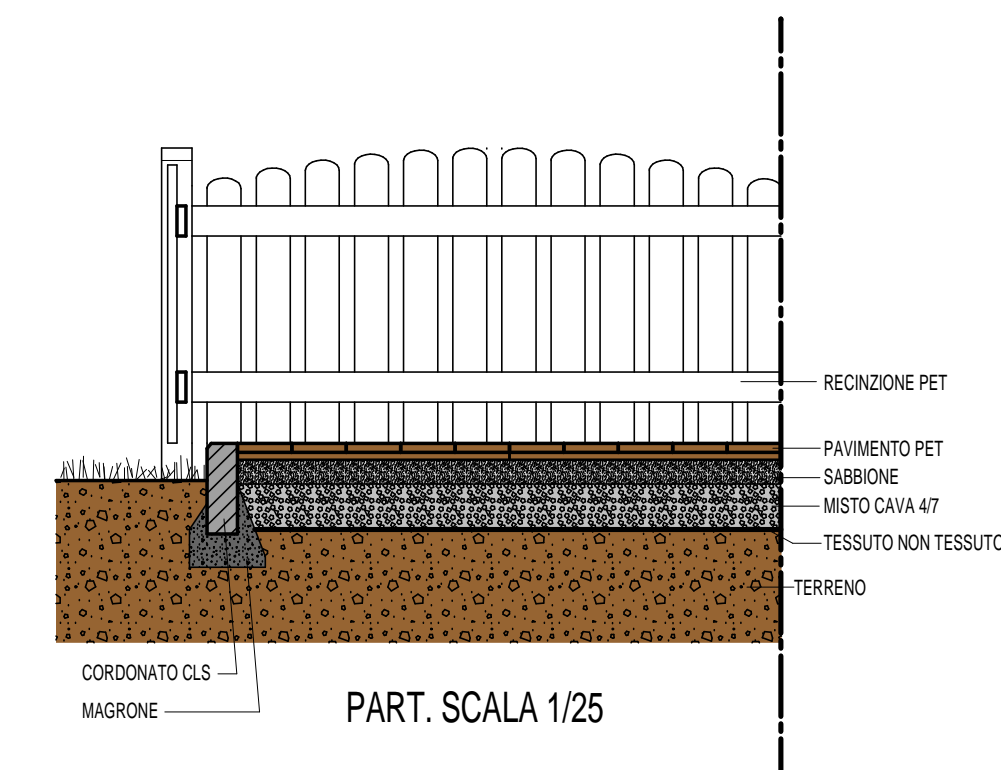 RECINZIONE PET
PAVIMENTO PET
SABBIONE
MISTO CAVA 4/7
TESSUTO NON TESSUTO
TERRENO
CORDONATO CLS
MAGRONE
PART. SCALA 1/25